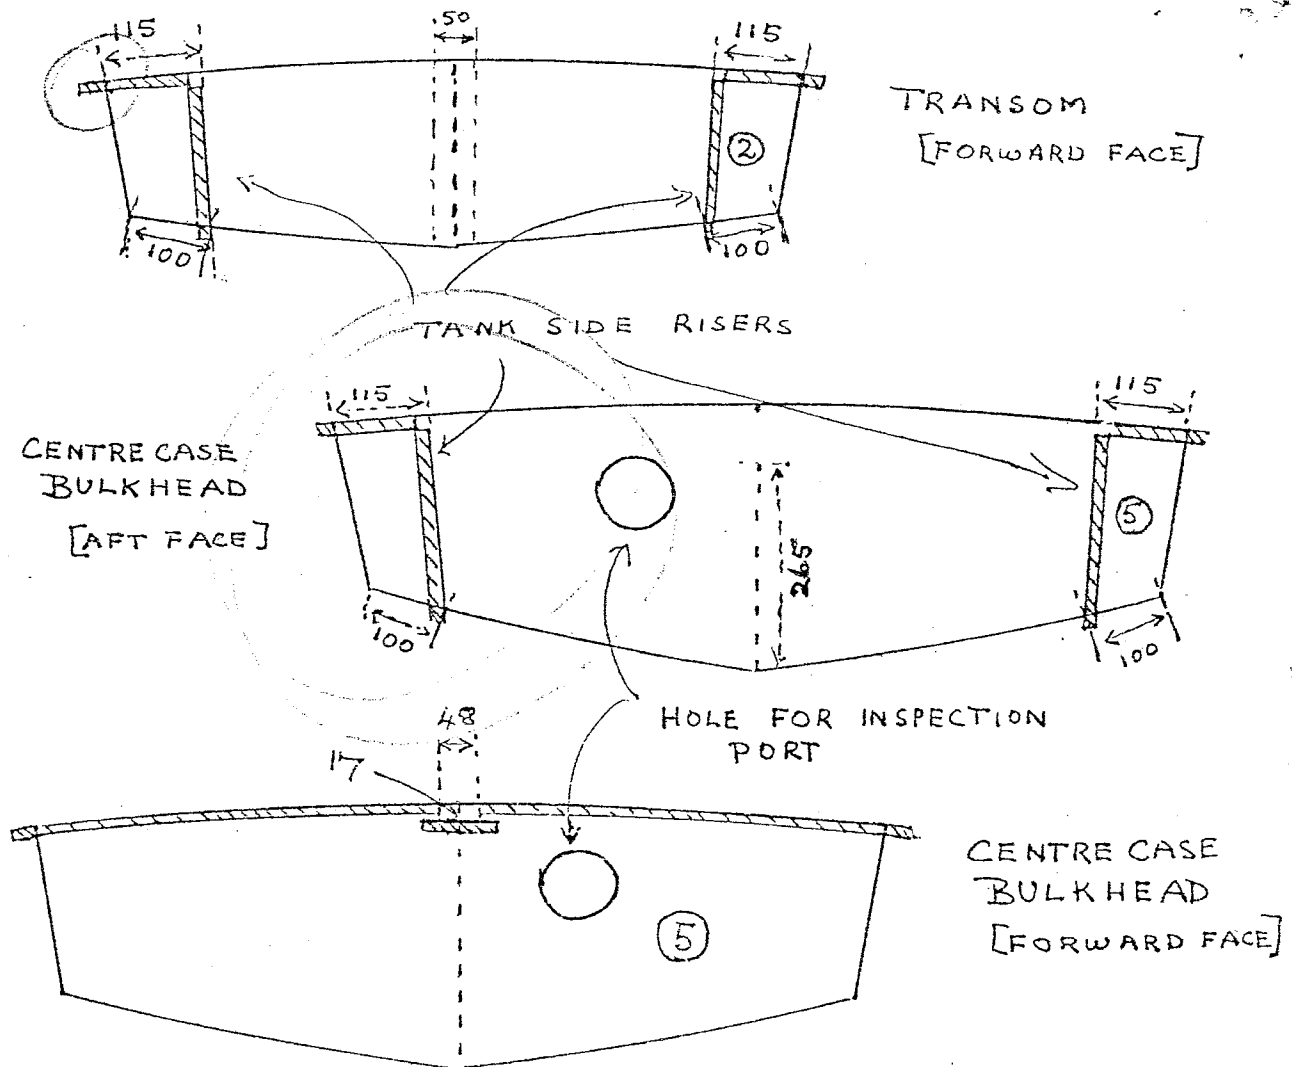 115
50
115
TRANSOM
[FORWARD FACE]
2
100
100
TANK SIDE RISERS
115
115
CENTRE CASE
BULKHEAD
[AFT FACE]
5
265
100
100
HOLE FOR INSPECTION
PORT
48
17
CENTRE CASE
BULKHEAD
[FORWARD FACE]
5